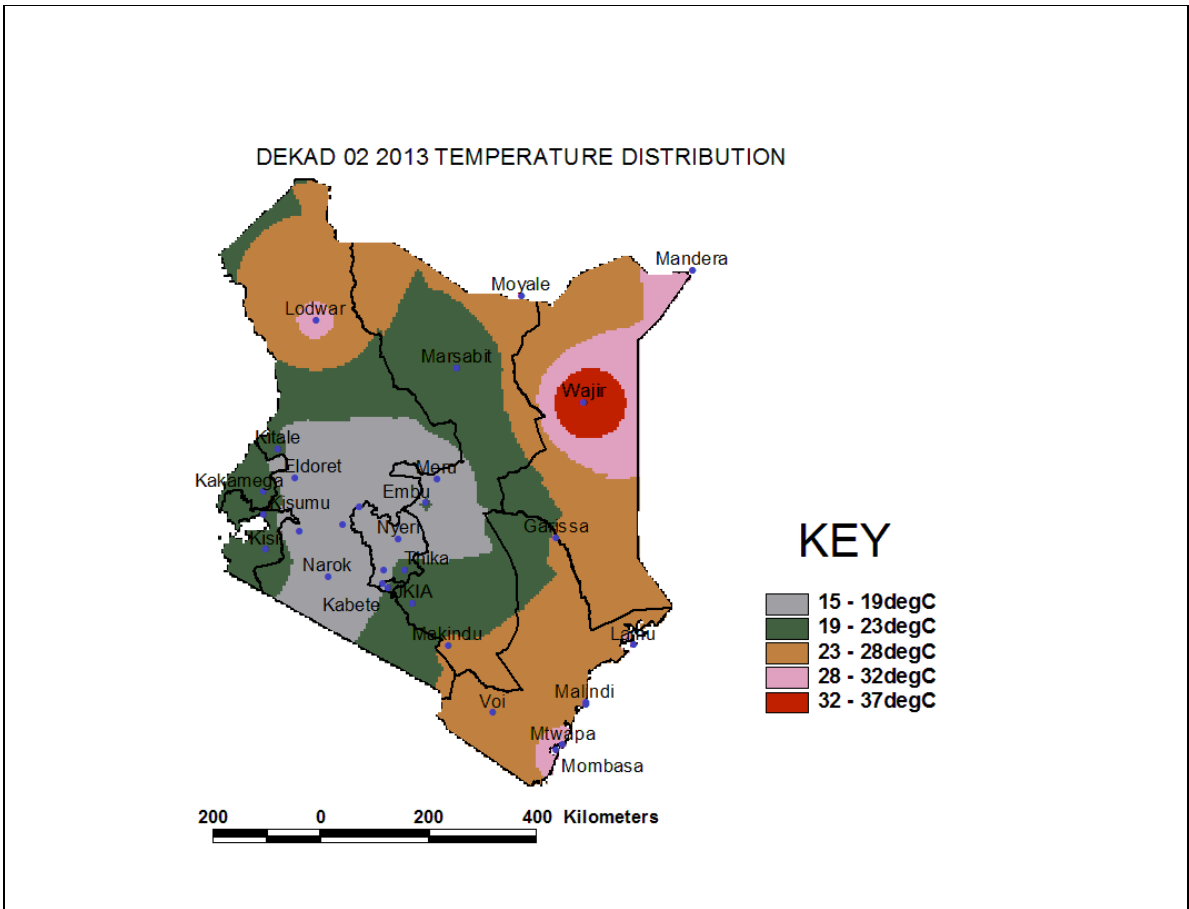 DEKAD 02 2013 TEMPERATURE DISTRIBUTION
Mandera
Moyale
Lodwar
Marsabit
Wajir
Kitale
Eldoret
Meru
Kakamega
Embu
Kisumu
Garissa
Nyeri
Kisii
Narok
Thika
Kabete
JKIA
Makindu
Lamu
Voi
Malindi
Mtwapa
Mombasa
KEY
15 - 19degC
19 - 23degC
23 - 28degC
28 - 32degC
32 - 37degC
200 0 200 400 Kilometers